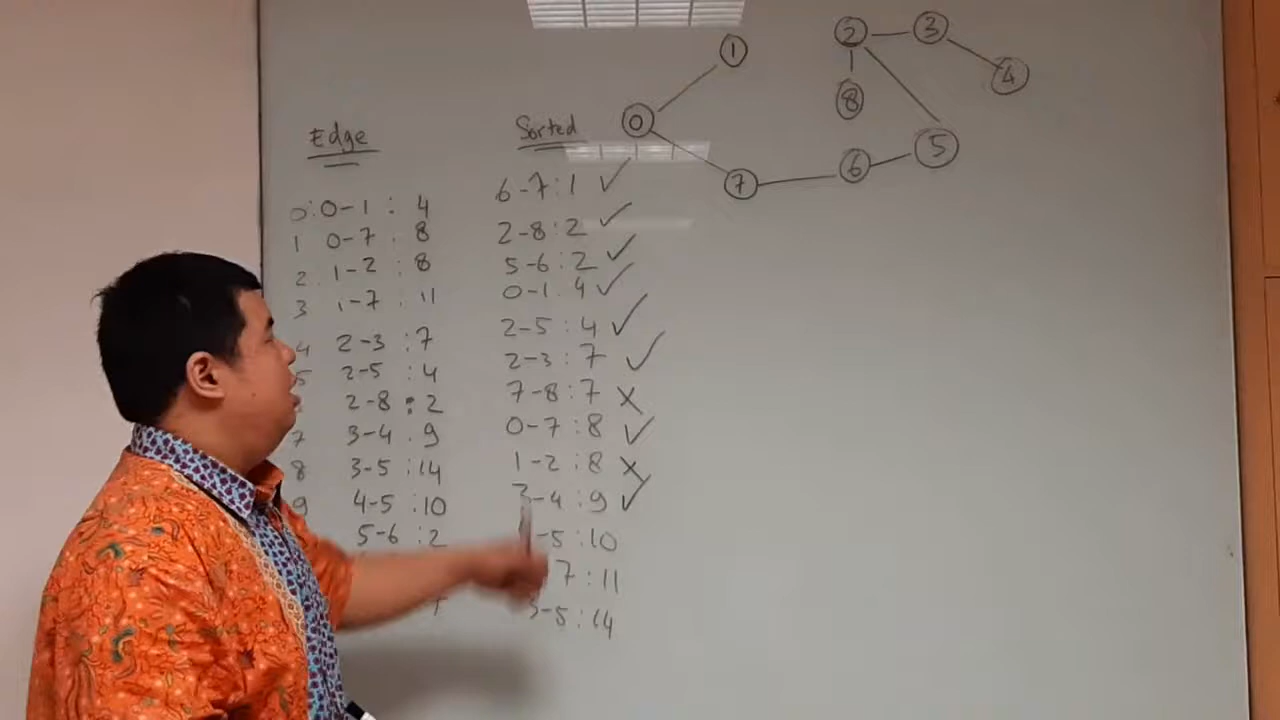 1
2
3
8
4
0
7
6
5
Edge
0: 0-1 : 4
1 0-7 : 8
2. 1-2 : 8
3 1-7 : 11
4 2-3 : 7
5 2-5 : 4
2-8 : 2
7 3-4 . 9
8 3-5 : 14
9 4-5 : 10
5-6 : 2
Sorted
6-7 : 1 ✓
2-8 : 2 ✓
5-6 : 2 ✓
0-1 . 4 ✓
2-5 : 4 ✓
2-3 : 7 ✓
7-8 : 7 X
0-7 : 8 ✓
1-2 : 8 X
3-4 : 9 ✓
-5 : 10
7 : 11
3-5 : 14